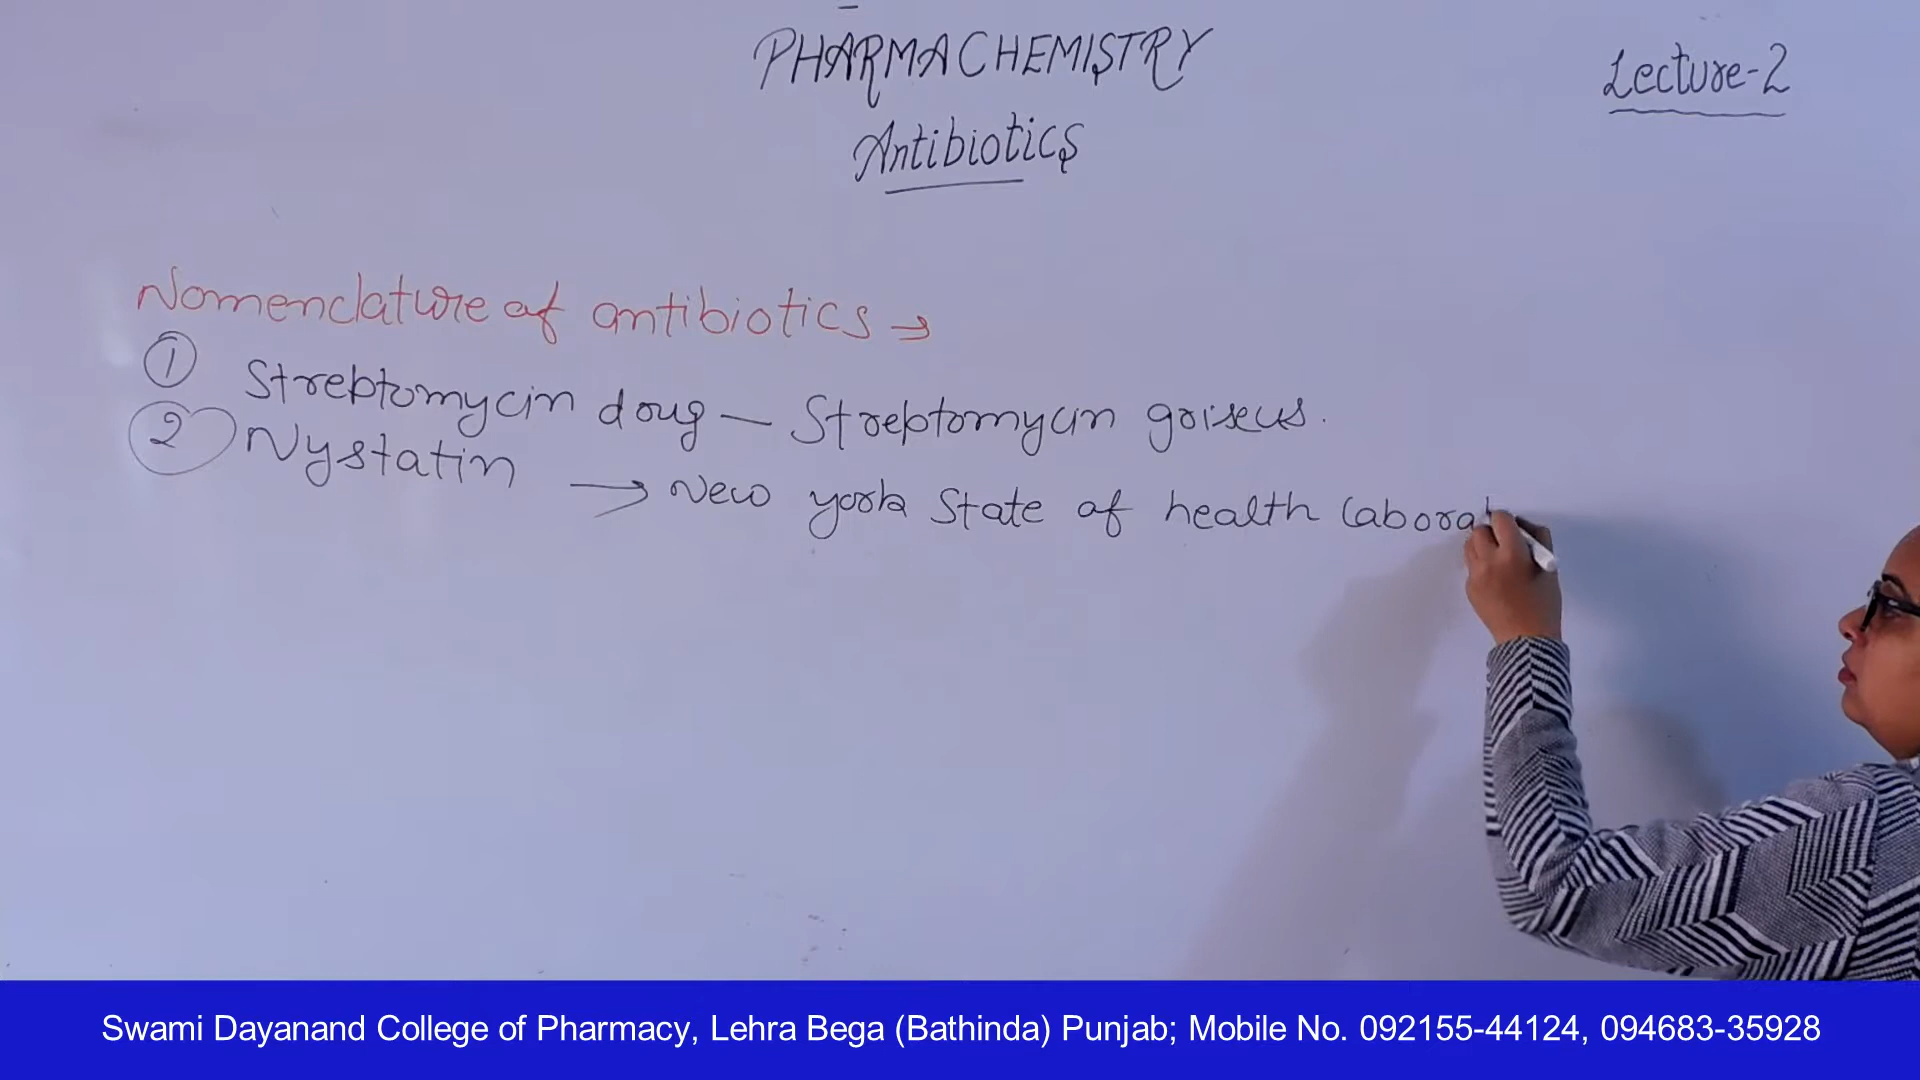 PHARMACHEMISTRY
Lecture-2
Antibiotics
Nomenclature of antibiotics →
① Streptomycin drug — Streptomycin griseus.
② Nystatin
→ New york State of health Laborat
Swami Dayanand College of Pharmacy, Lehra Bega (Bathinda) Punjab; Mobile No. 092155-44124, 094683-35928